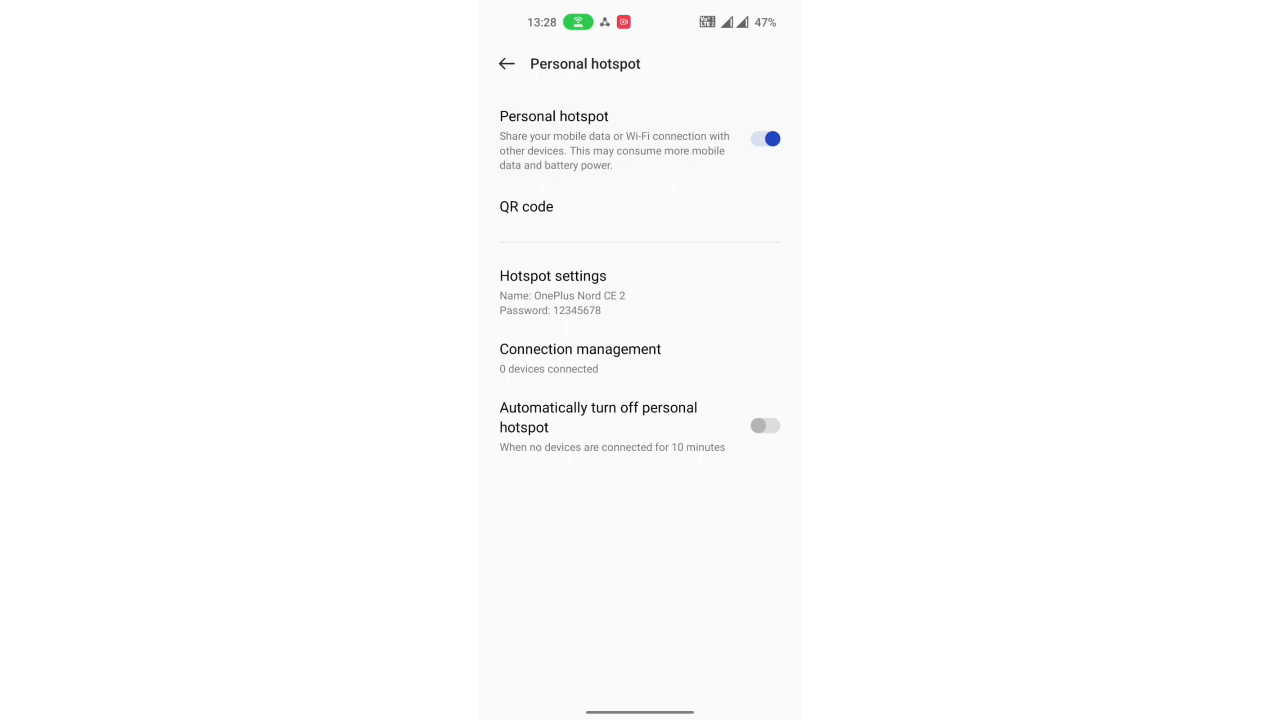 13:28 47%
Personal hotspot
Personal hotspot
Share your mobile data or Wi-Fi connection with
other devices. This may consume more mobile
data and battery power.
QR code
Hotspot settings
Name: OnePlus Nord CE 2
Password: 12345678
Connection management
0 devices connected
Automatically turn off personal
hotspot
When no devices are connected for 10 minutes